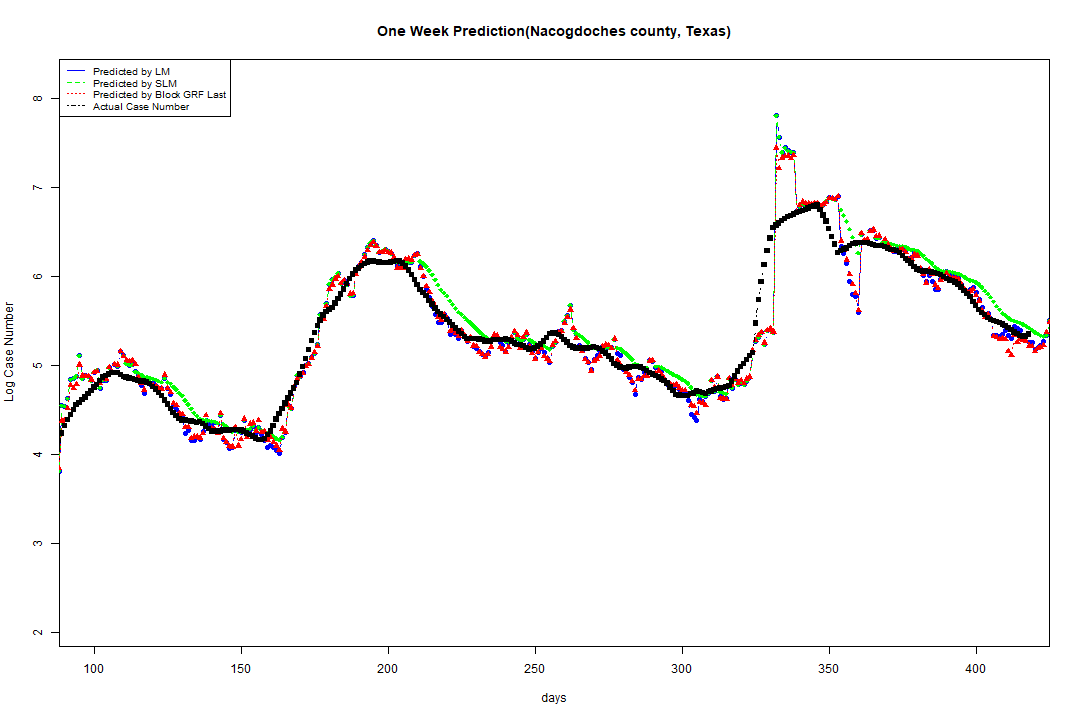 One Week Prediction(Nacogdoches county, Texas)
Predicted by LM
Predicted by SLM
Predicted by Block GRF Last
Actual Case Number
8
7
6
5
4
3
2
Log Case Number
100 150 200 250 300 350 400
days